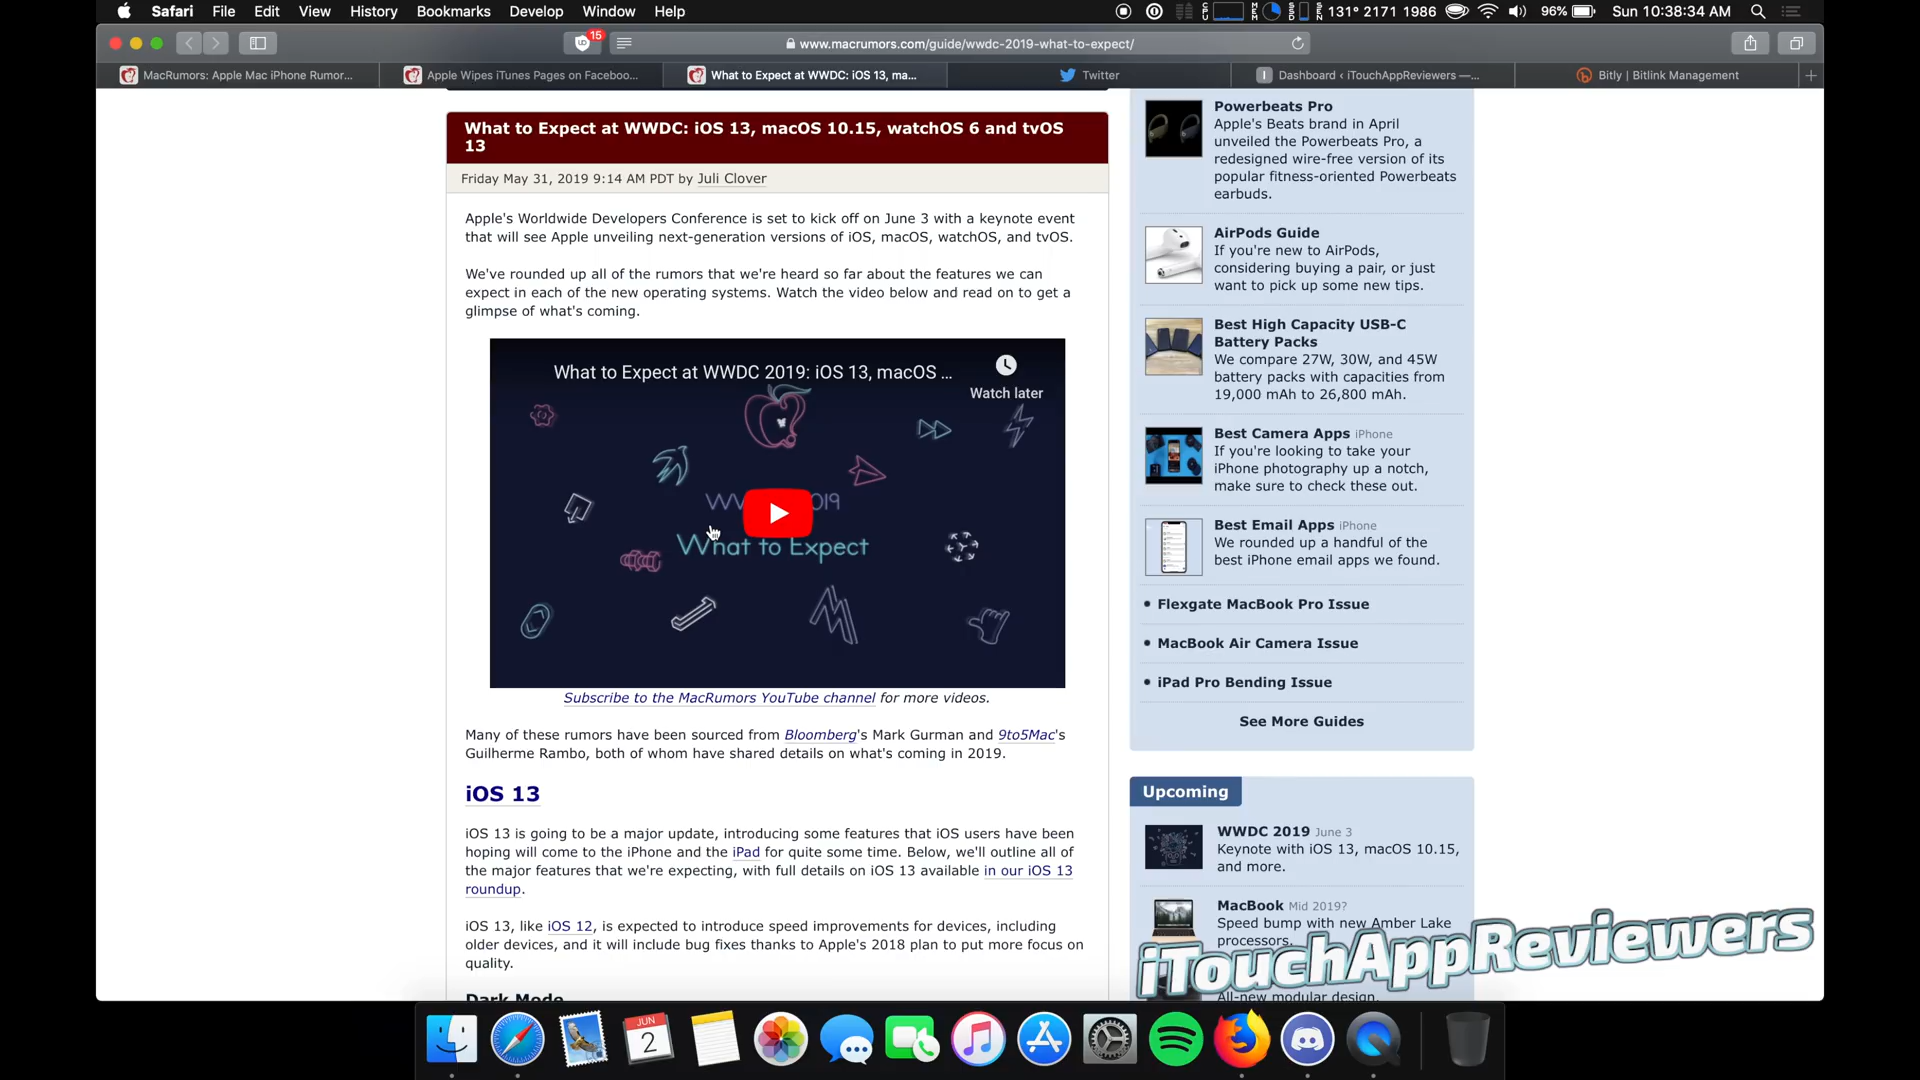 Safari File Edit View History Bookmarks Develop Window Help
131° 2171 1986 96% Sun 10:38:34 AM
15
www.macrumors.com/guide/wwdc-2019-what-to-expect/
MacRumors: Apple Mac iPhone Rumor...
Apple Wipes iTunes Pages on Faceboo...
What to Expect at WWDC: iOS 13, ma...
Twitter
Dashboard ‹ iTouchAppReviewers —...
Bitly | Bitlink Management
What to Expect at WWDC: iOS 13, macOS 10.15, watchOS 6 and tvOS
13
Friday May 31, 2019 9:14 AM PDT by Juli Clover
Apple's Worldwide Developers Conference is set to kick off on June 3 with a keynote event
that will see Apple unveiling next-generation versions of iOS, macOS, watchOS, and tvOS.
We've rounded up all of the rumors that we're heard so far about the features we can
expect in each of the new operating systems. Watch the video below and read on to get a
glimpse of what's coming.
What to Expect at WWDC 2019: iOS 13, macOS ...
Watch later
What to Expect
Subscribe to the MacRumors YouTube channel for more videos.
Many of these rumors have been sourced from Bloomberg's Mark Gurman and 9to5Mac's
Guilherme Rambo, both of whom have shared details on what's coming in 2019.
iOS 13
iOS 13 is going to be a major update, introducing some features that iOS users have been
hoping will come to the iPhone and the iPad for quite some time. Below, we'll outline all of
the major features that we're expecting, with full details on iOS 13 available in our iOS 13
roundup.
iOS 13, like iOS 12, is expected to introduce speed improvements for devices, including
older devices, and it will include bug fixes thanks to Apple's 2018 plan to put more focus on
quality.
Dark Mode
Powerbeats Pro
Apple's Beats brand in April
unveiled the Powerbeats Pro, a
redesigned wire-free version of its
popular fitness-oriented Powerbeats
earbuds.
AirPods Guide
If you're new to AirPods,
considering buying a pair, or just
want to pick up some new tips.
Best High Capacity USB-C
Battery Packs
We compare 27W, 30W, and 45W
battery packs with capacities from
19,000 mAh to 26,800 mAh.
Best Camera Apps iPhone
If you're looking to take your
iPhone photography up a notch,
make sure to check these out.
Best Email Apps iPhone
We rounded up a handful of the
best iPhone email apps we found.
• Flexgate MacBook Pro Issue
• MacBook Air Camera Issue
• iPad Pro Bending Issue
See More Guides
Upcoming
WWDC 2019 June 3
Keynote with iOS 13, macOS 10.15,
and more.
MacBook Mid 2019?
Speed bump with new Amber Lake
processors.
All-new modular design.
iTouchAppReviewers
JUN
2